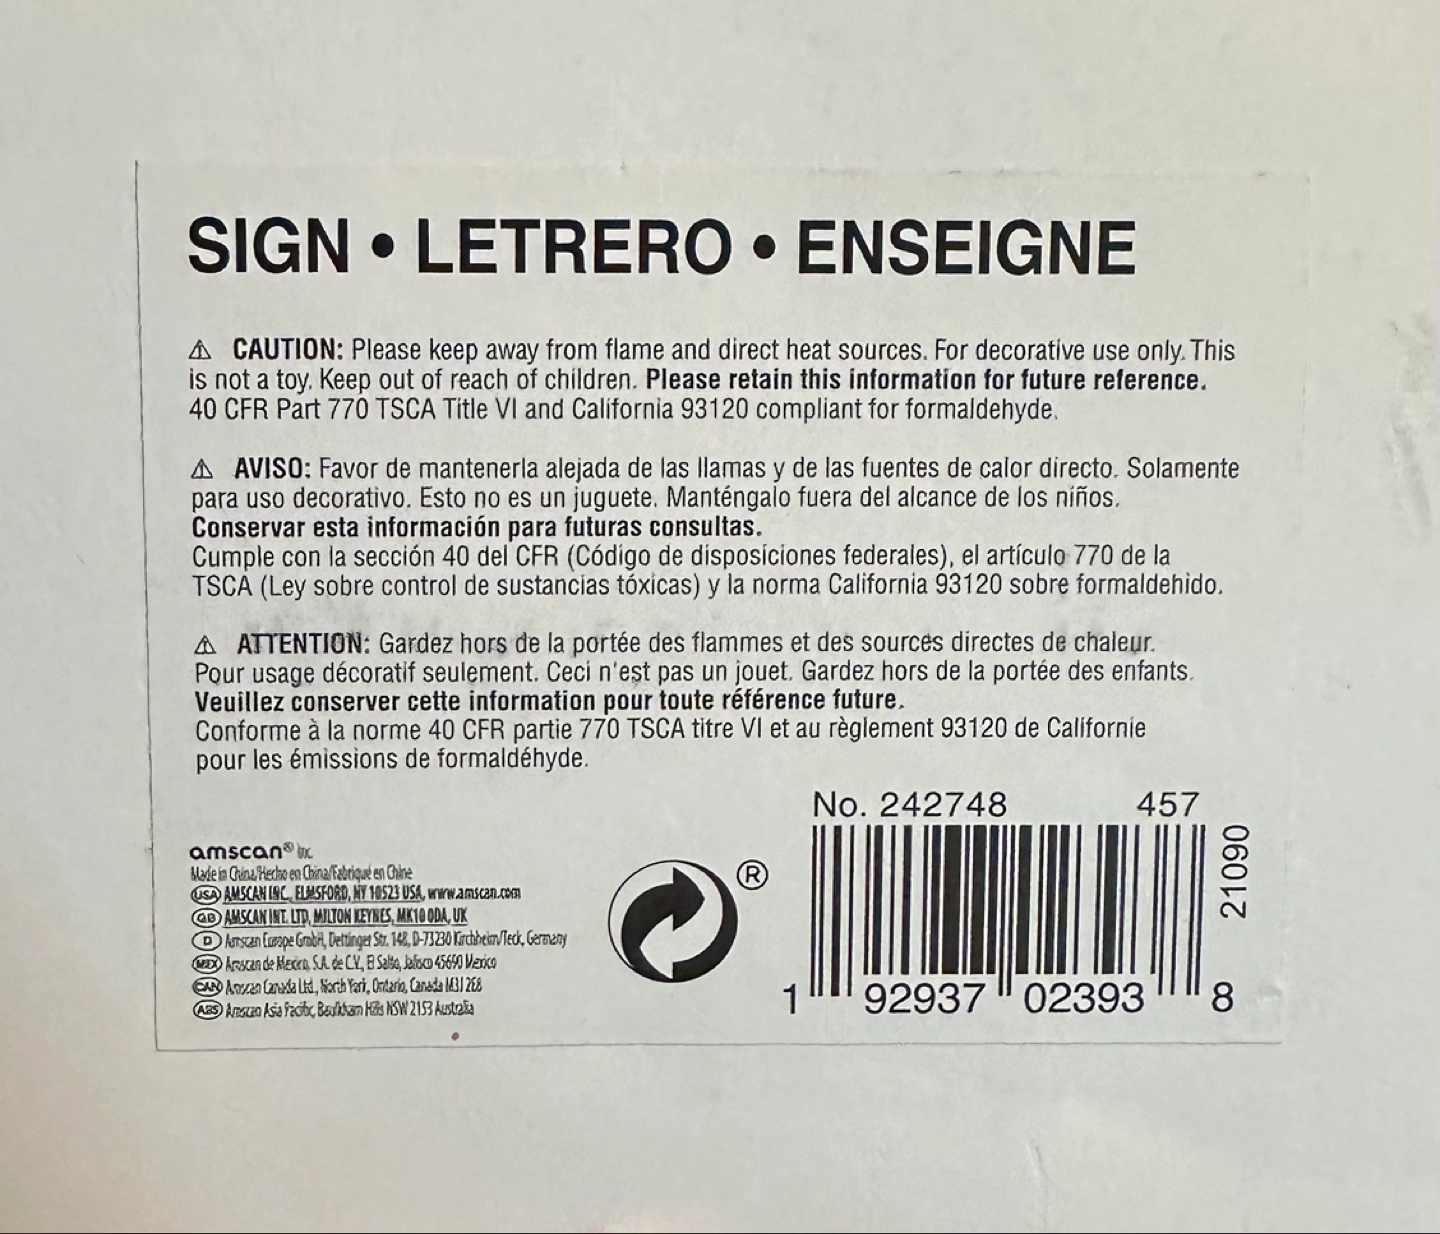 SIGN • LETRERO • ENSEIGNE
⚠ CAUTION: Please keep away from flame and direct heat sources. For decorative use only. This
is not a toy. Keep out of reach of children. Please retain this information for future reference.
40 CFR Part 770 TSCA Title VI and California 93120 compliant for formaldehyde.
⚠ AVISO: Favor de mantenerla alejada de las llamas y de las fuentes de calor directo. Solamente
para uso decorativo. Esto no es un juguete. Manténgalo fuera del alcance de los niños.
Conservar esta información para futuras consultas.
Cumple con la sección 40 del CFR (Código de disposiciones federales), el artículo 770 de la
TSCA (Ley sobre control de sustancias tóxicas) y la norma California 93120 sobre formaldehido.
⚠ ATTENTION: Gardez hors de la portée des flammes et des sources directes de chaleur.
Pour usage décoratif seulement. Ceci n'est pas un jouet. Gardez hors de la portée des enfants.
Veuillez conserver cette information pour toute référence future.
Conforme à la norme 40 CFR partie 770 TSCA titre VI et au règlement 93120 de Californie
pour les émissions de formaldéhyde.
amscan®
Made in China/Hecho en China/Fabriqué en Chine
USA AMSCAN INC. ELMSFORD, NY 10523 USA, www.amscan.com
GB AMSCAN INT. LTD, MILTON KEYNES, MK10 0DA, UK
D Amscan Europe GmbH, Dettinger Str. 148, D-73230 Kirchheim/Teck, Germany
MEX Amscan de Mexico, S.A. de C.V., El Salto, Jalisco 45690 Mexico
CAN Amscan Canada Ltd., North York, Ontario, Canada M3J 2E8
ABS Amscan Asia Pacific, Baulkham Hills NSW 2153 Australia
®
No. 242748 457
21090
1 92937 02393 8